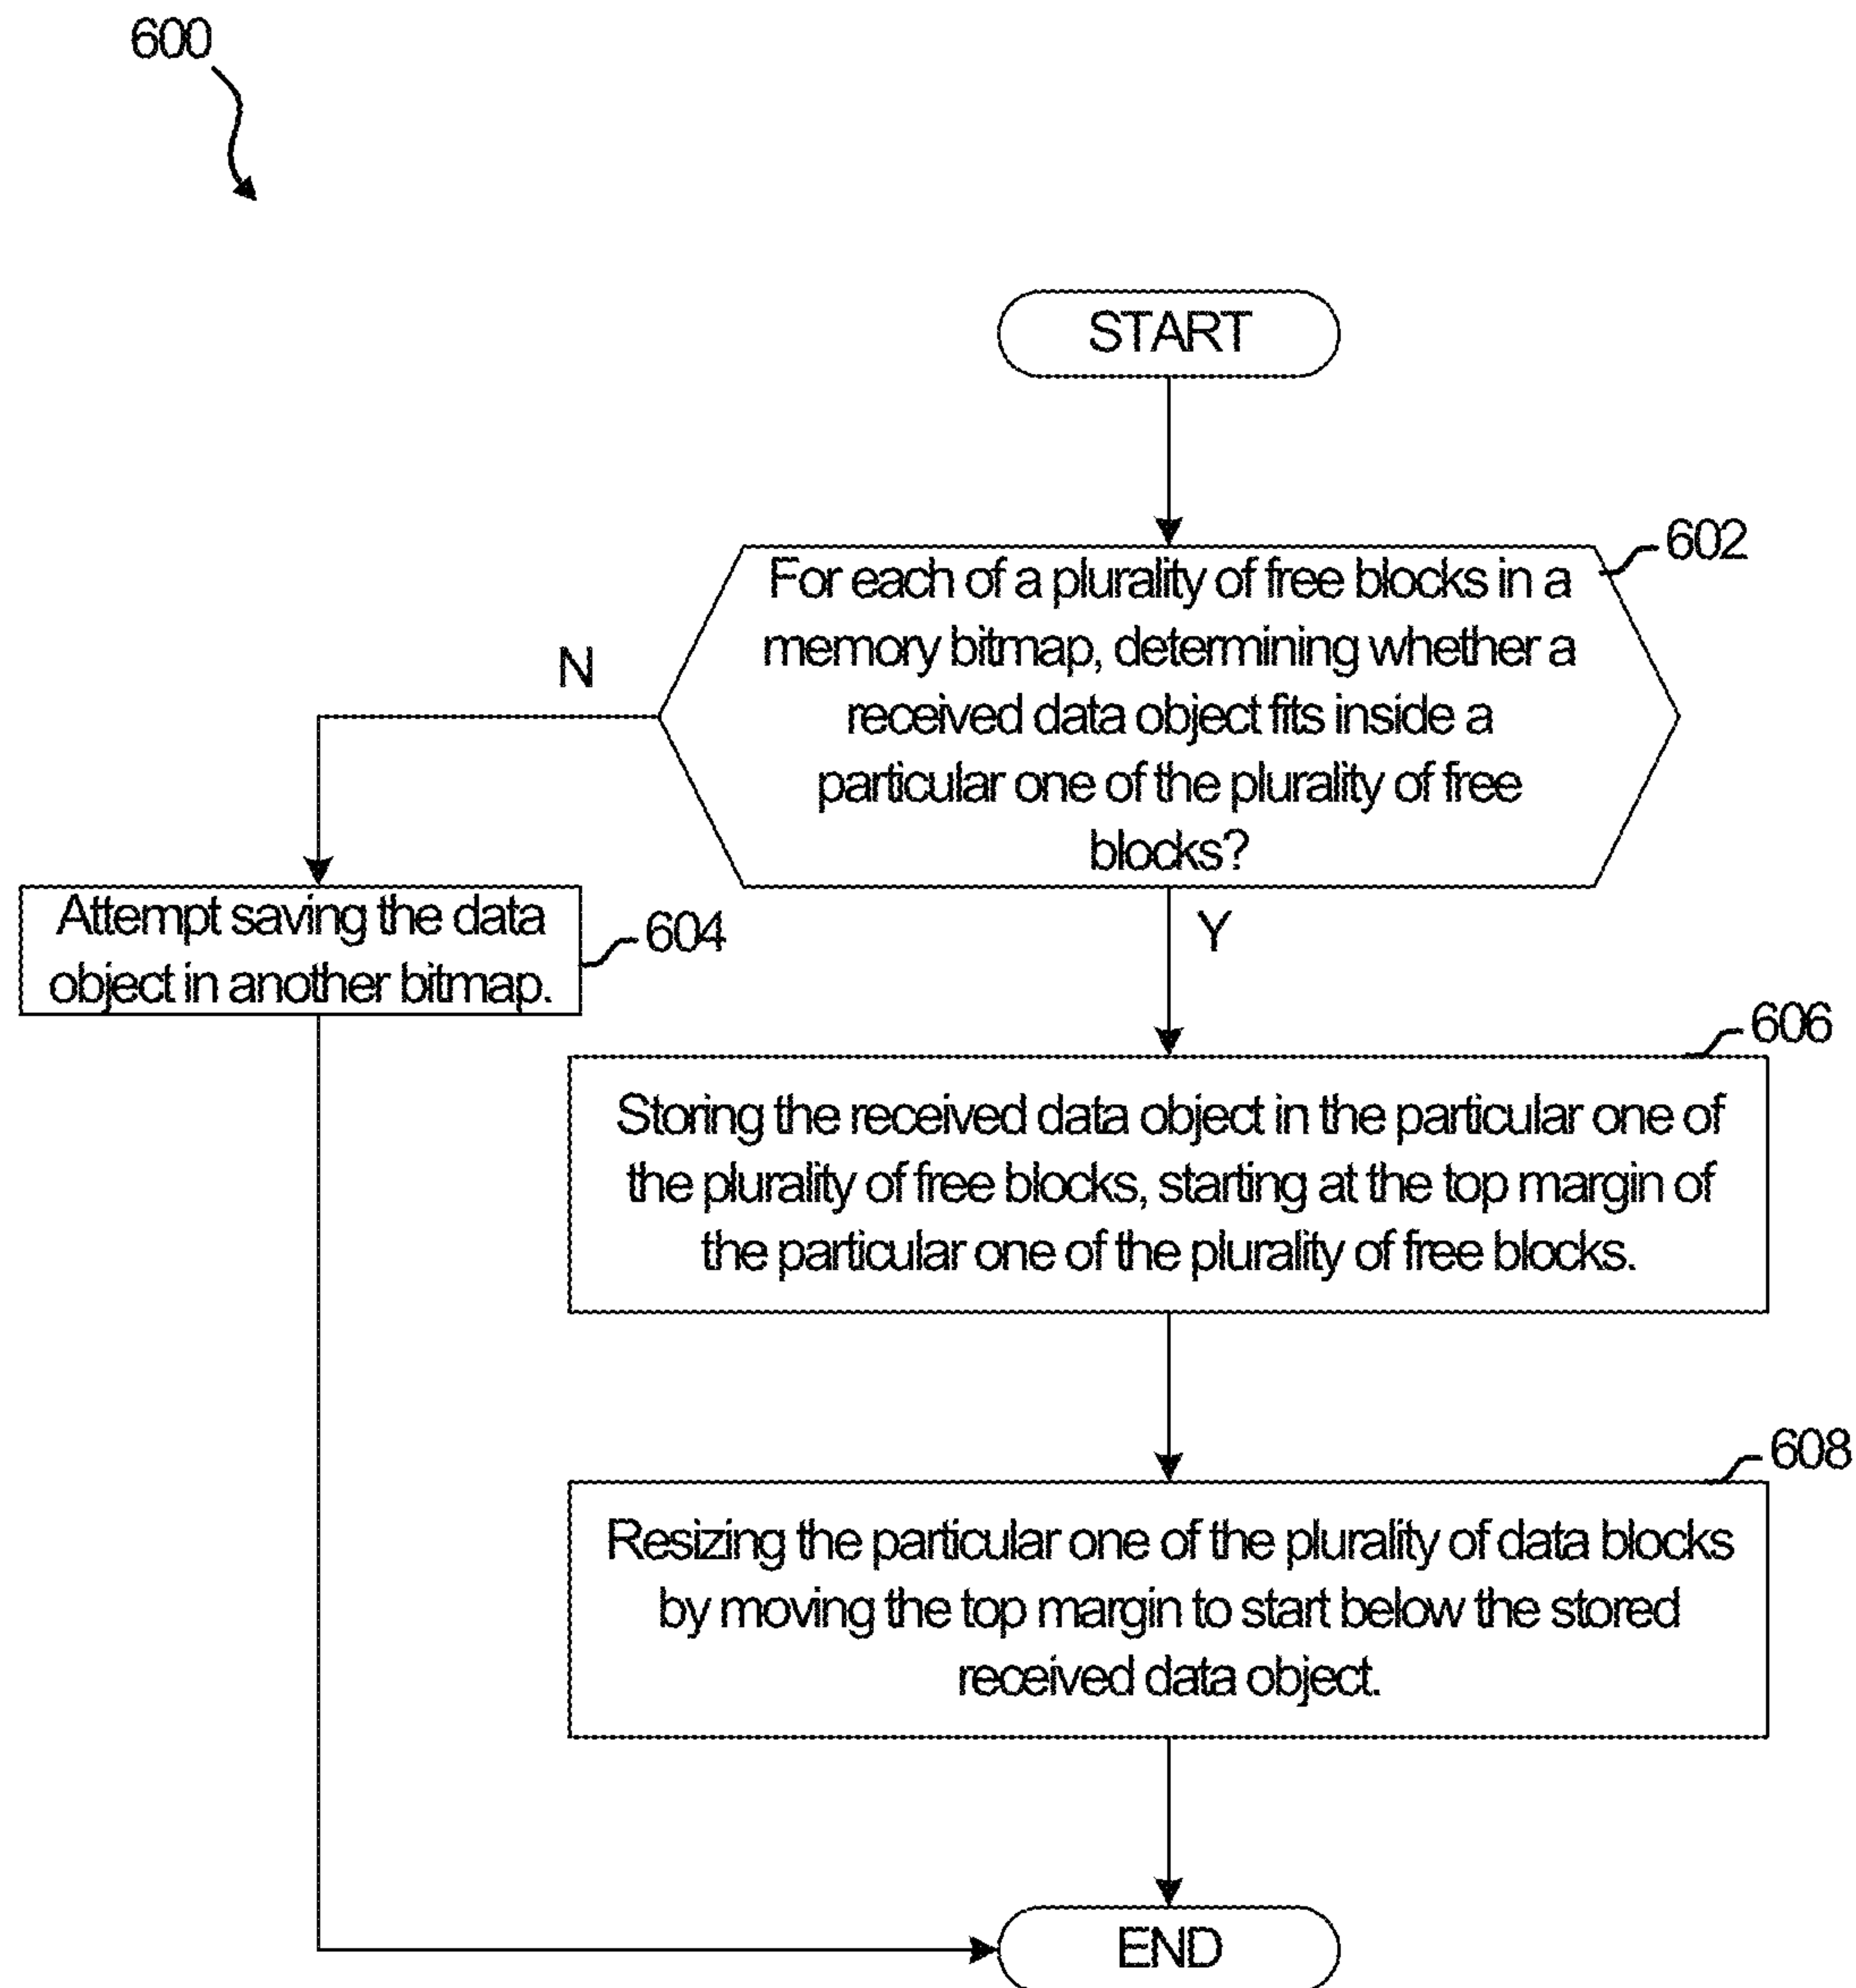 600
START
602
For each of a plurality of free blocks in a
memory bitmap, determining whether a
received data object fits inside a
particular one of the plurality of free
blocks?
N
Y
Attempt saving the data
object in another bitmap.
604
606
Storing the received data object in the particular one of
the plurality of free blocks, starting at the top margin of
the particular one of the plurality of free blocks.
608
Resizing the particular one of the plurality of data blocks
by moving the top margin to start below the stored
received data object.
END